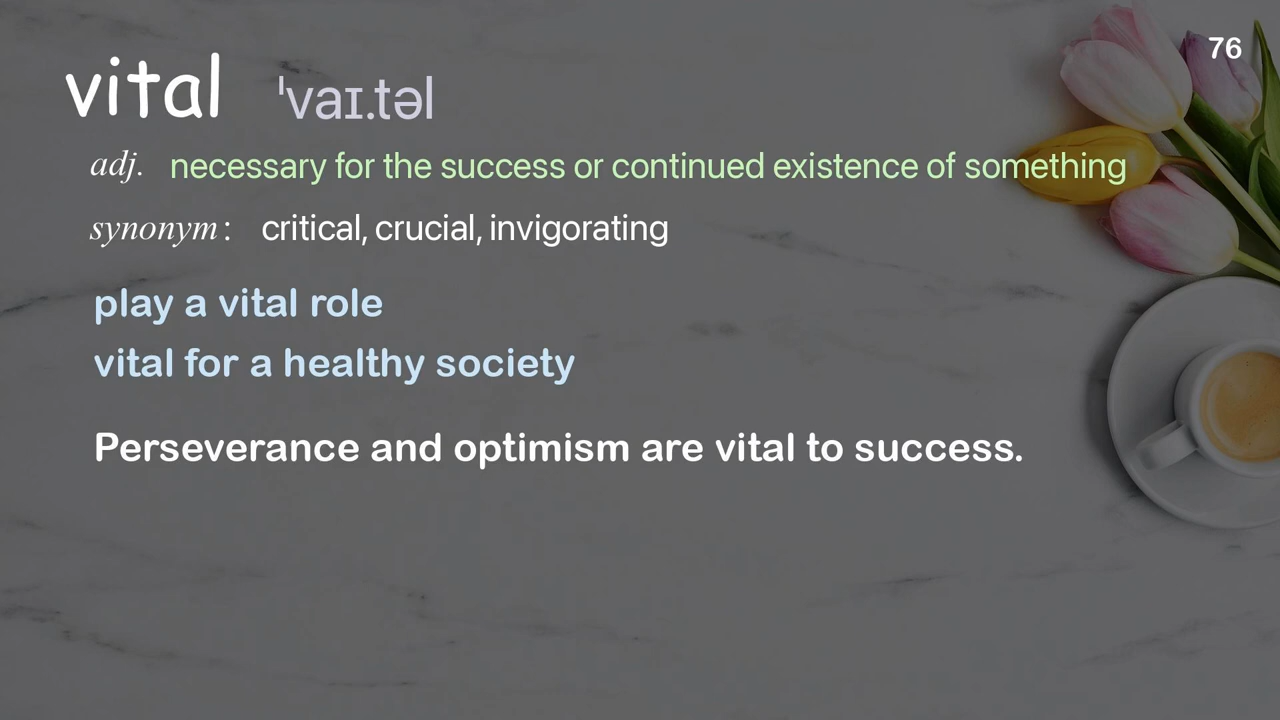 76
vital ˈvaɪ.təl
adj. necessary for the success or continued existence of something
synonym: critical, crucial, invigorating
play a vital role
vital for a healthy society
Perseverance and optimism are vital to success.